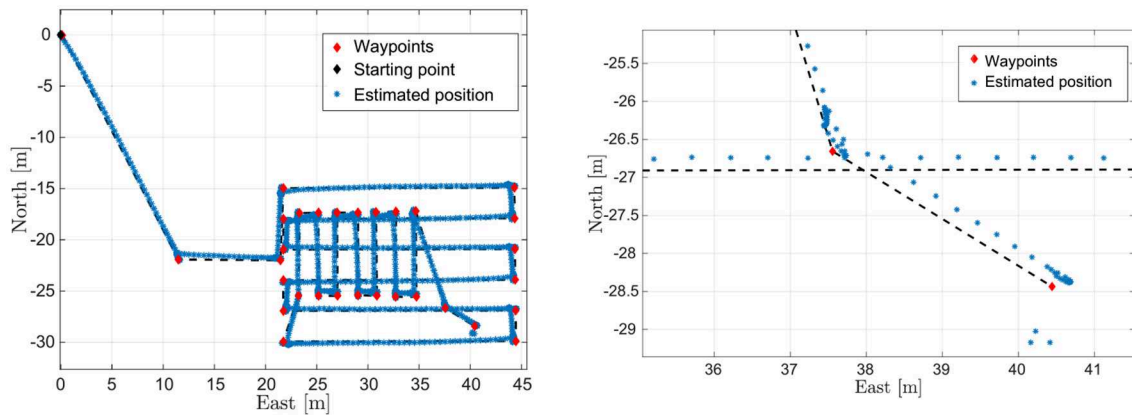 0
-5
-10
-15
-20
-25
-30
North [m]
0 5 10 15 20 25 30 35 40 45
East [m]
Waypoints
Starting point
Estimated position
-25.5
-26
-26.5
-27
-27.5
-28
-28.5
-29
North [m]
36 37 38 39 40 41
East [m]
Waypoints
Estimated position